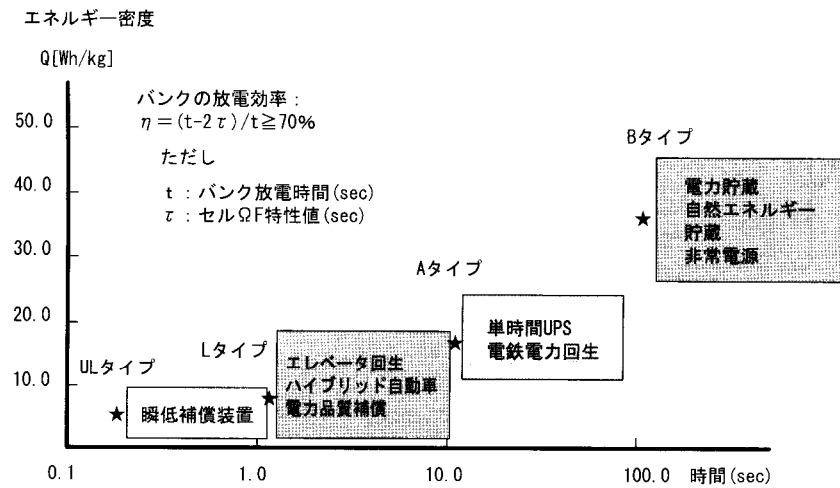 エネルギー密度
Q[Wh/kg]
バンクの放電効率：
η＝(t-2τ)/t≧70%
ただし
t：バンク放電時間(sec)
τ：セルΩF特性値(sec)
50.0
40.0
30.0
20.0
10.0
Bタイプ
電力貯蔵
自然エネルギー
貯蔵
非常電源
Aタイプ
単時間UPS
電鉄電力回生
Lタイプ
エレベータ回生
ハイブリッド自動車
電力品質補償
ULタイプ
瞬低補償装置
0.1
1.0
10.0
100.0
時間(sec)